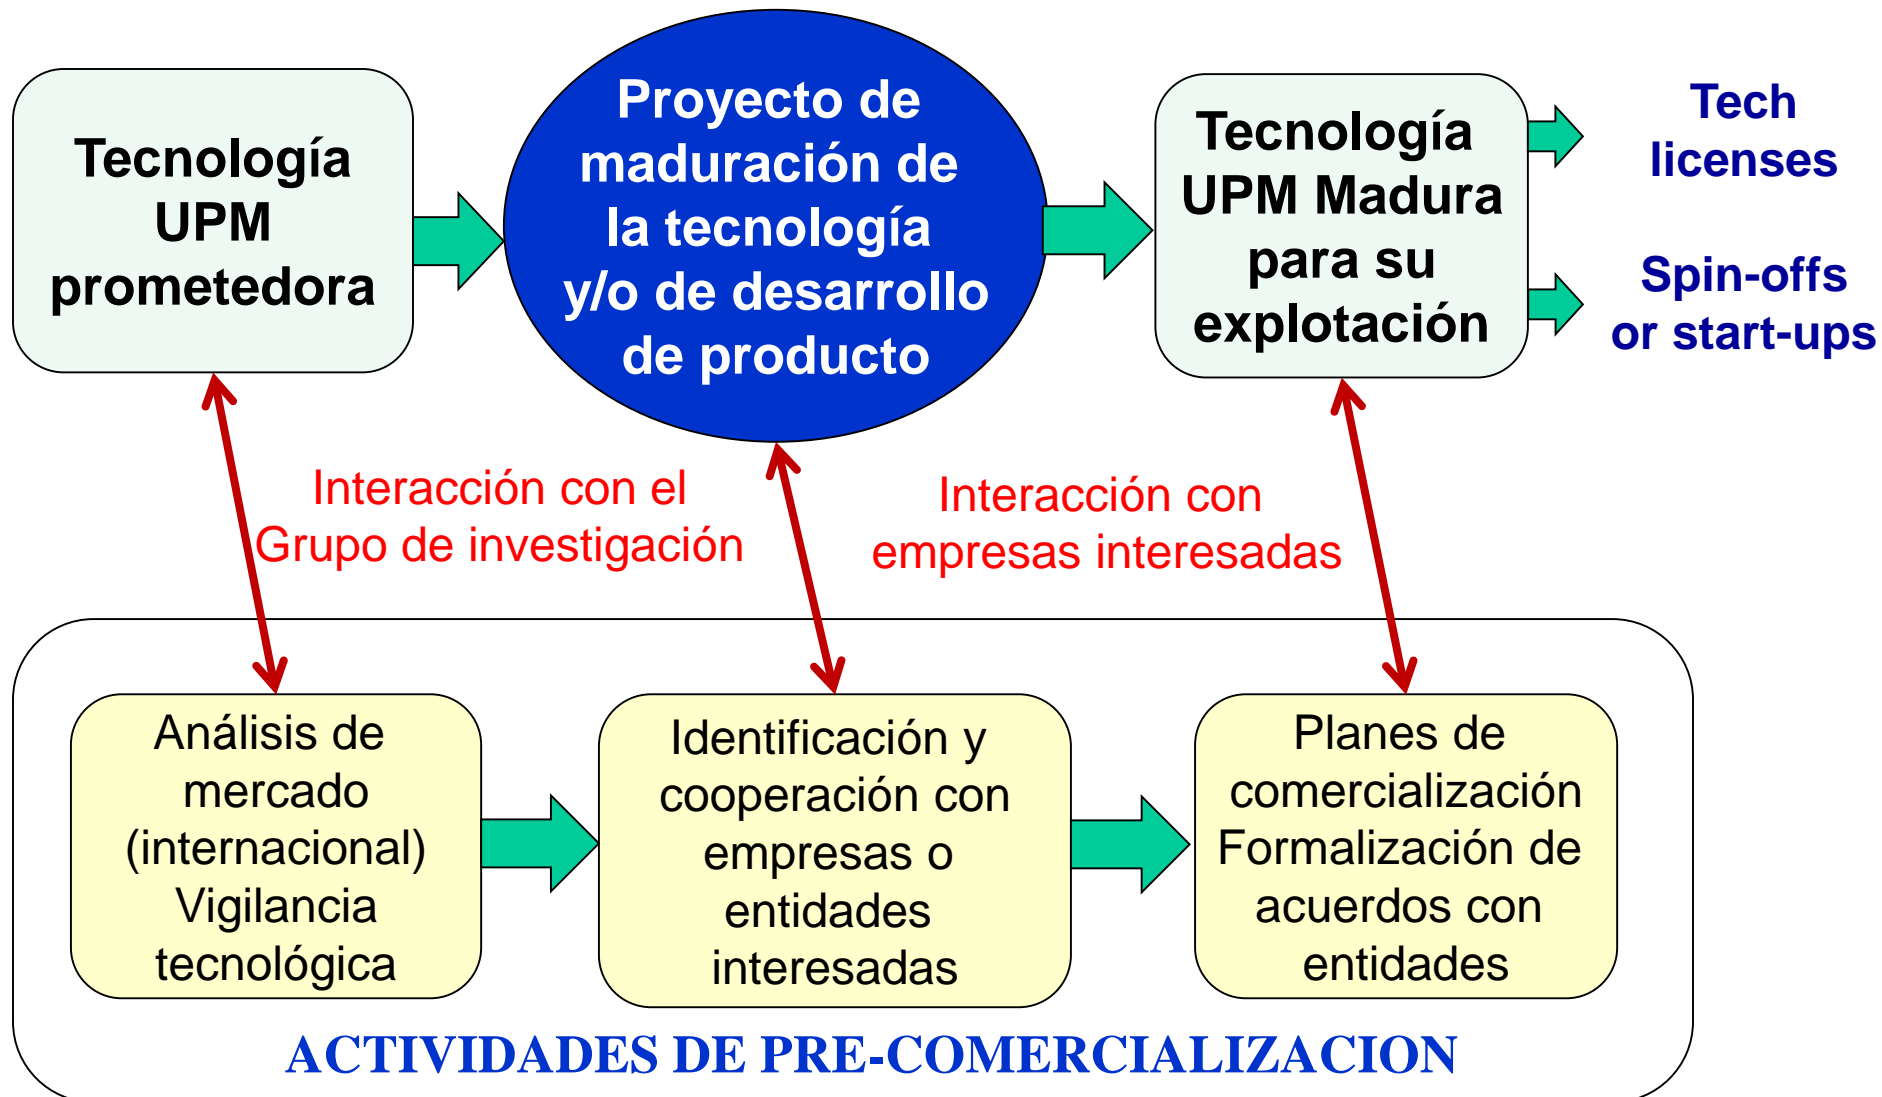 Tecnología
UPM
prometedora
Proyecto de
maduración de
la tecnología
y/o de desarrollo
de producto
Tecnología
UPM Madura
para su
explotación
Tech
licenses
Spin-offs
or start-ups
Interacción con el
Grupo de investigación
Interacción con
empresas interesadas
Análisis de
mercado
(internacional)
Vigilancia
tecnológica
Identificación y
cooperación con
empresas o
entidades
interesadas
Planes de
comercialización
Formalización de
acuerdos con
entidades
ACTIVIDADES DE PRE-COMERCIALIZACION